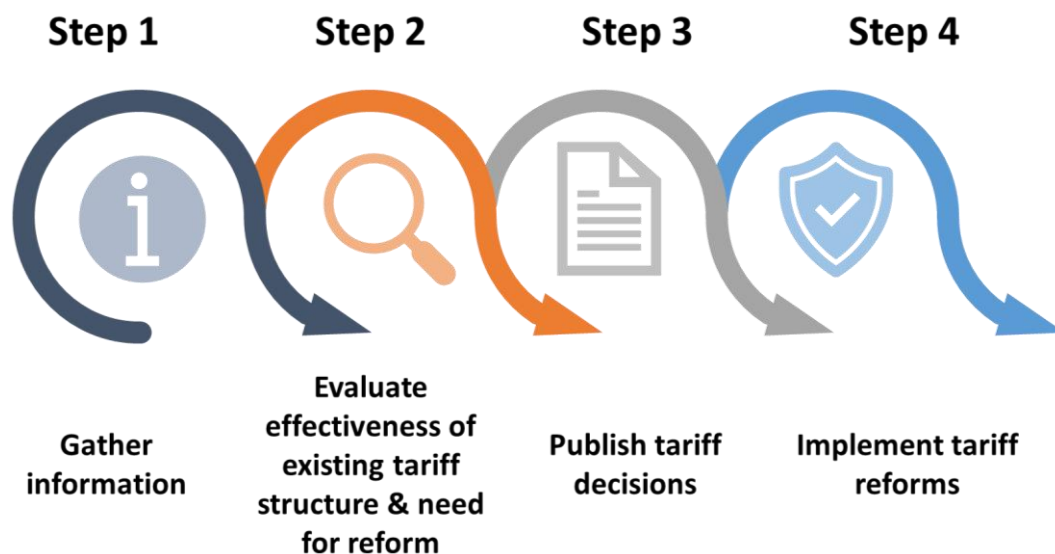 Step 1
Step 2
Step 3
Step 4
i
Gather
information
Evaluate
effectiveness of
existing tariff
structure & need
for reform
Publish tariff
decisions
Implement tariff
reforms